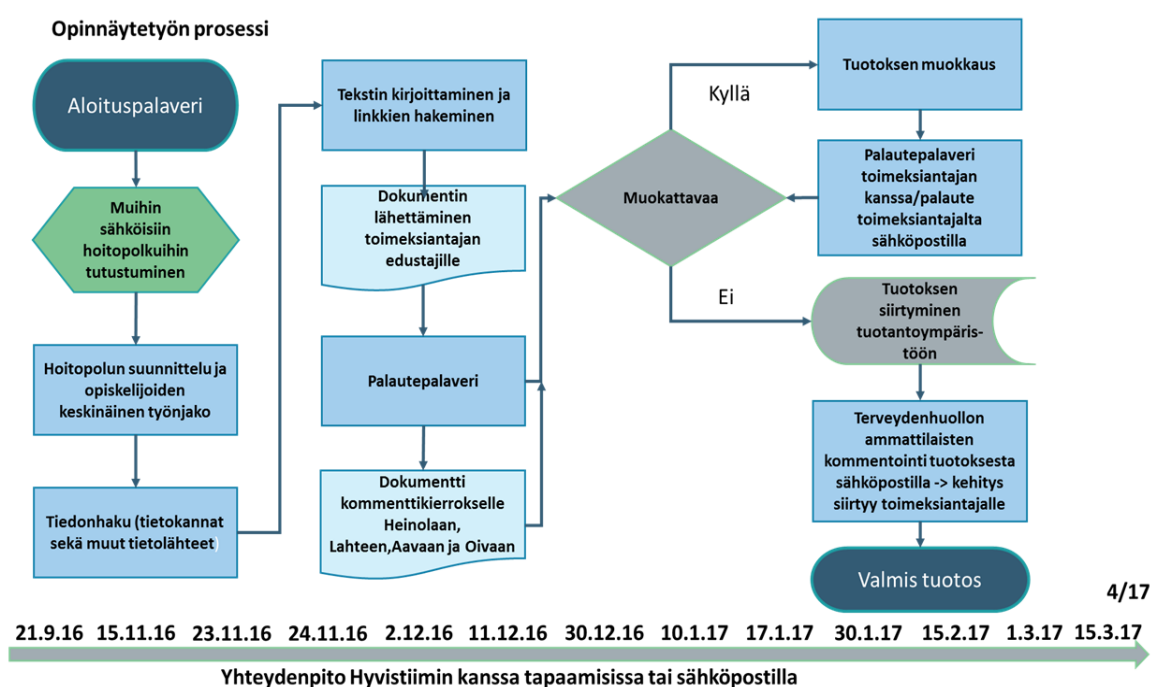 Opinnäytetyön prosessi
Aloituspalaveri
Muihin
sähköisiin
hoitopolkuihin
tutustuminen
Hoitopolun suunnittelu ja
opiskelijoiden
keskinäinen työnjako
Tiedonhaku (tietokannat
sekä muut tietolähteet)
Tekstin kirjoittaminen ja
linkkien hakeminen
Dokumentin
lähettäminen
toimeksiantajan
edustajille
Palautepalaveri
Dokumentti
kommenttikierrokselle
Heinolaan,
Lahteen,Aavaan ja Oivaan
Muokattavaa
Kyllä
Ei
Tuotoksen muokkaus
Palautepalaveri
toimeksiantajan
kanssa/palaute
toimeksiantajalta
sähköpostilla
Tuotoksen
siirtyminen
tuotantoympäris-
töön
Terveydenhuollon
ammattilaisten
kommentointi tuotoksesta
sähköpostilla -> kehitys
siirtyy toimeksiantajalle
Valmis tuotos
4/17
21.9.16 15.11.16 23.11.16 24.11.16 2.12.16 11.12.16 30.12.16 10.1.17 17.1.17 30.1.17 15.2.17 1.3.17 15.3.17
Yhteydenpito Hyvistiimin kanssa tapaamisissa tai sähköpostilla